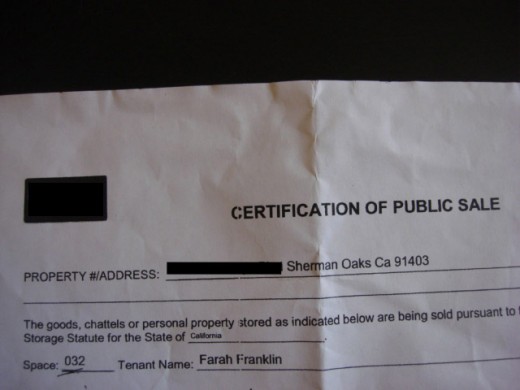 CERTIFICATION OF PUBLIC SALE
PROPERTY #/ADDRESS: Sherman Oaks Ca 91403
The goods, chattels or personal property stored as indicated below are being sold pursuant to
Storage Statute for the State of California
Space: 032 Tenant Name: Farah Franklin